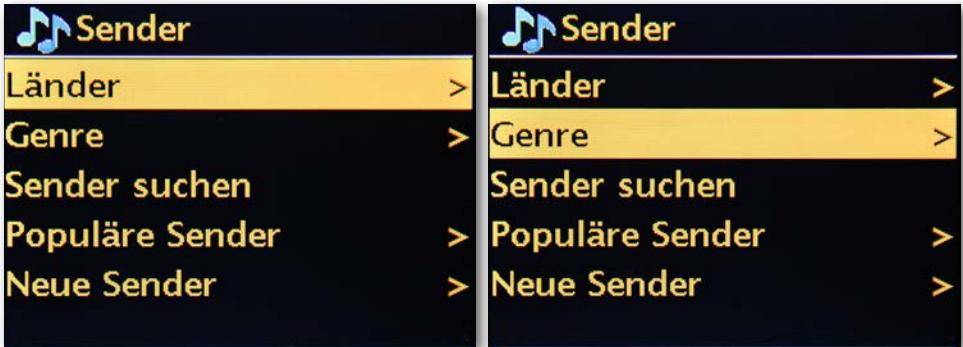 Sender
Länder >
Genre >
Sender suchen
Populäre Sender >
Neue Sender >
Sender
Länder >
Genre >
Sender suchen
Populäre Sender >
Neue Sender >